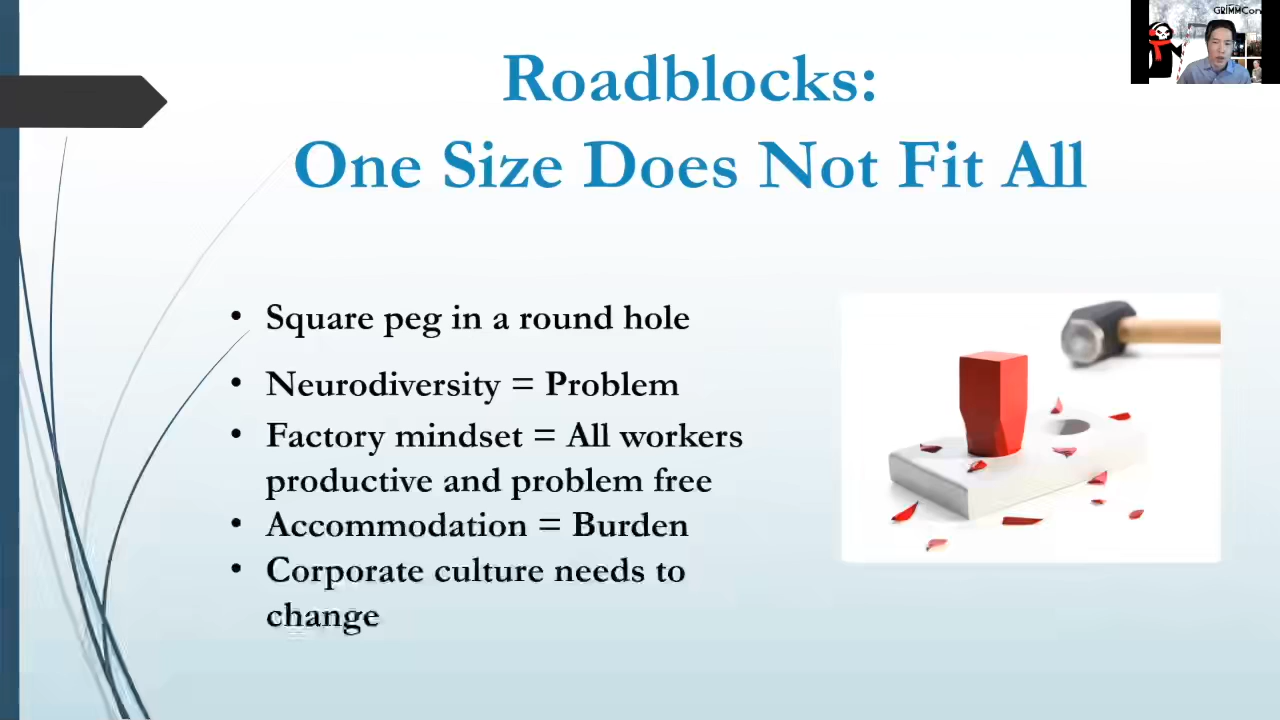 GRIMMCon
Roadblocks:
One Size Does Not Fit All
• Square peg in a round hole
• Neurodiversity = Problem
• Factory mindset = All workers
productive and problem free
• Accommodation = Burden
• Corporate culture needs to
change